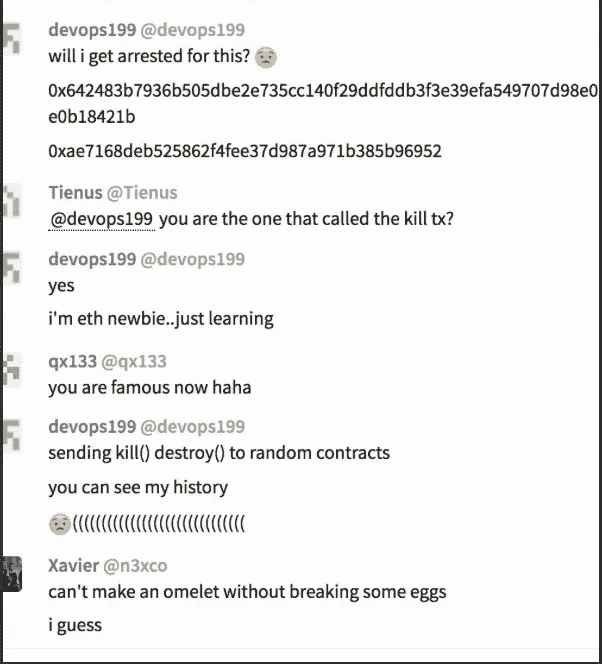 devops199 @devops199
will i get arrested for this? 😟
0x642483b7936b505dbe2e735cc140f29ddfddb3f3e39efa549707d98e0
e0b18421b
0xae7168deb525862f4fee37d987a971b385b96952
Tienus @Tienus
@devops199 you are the one that called the kill tx?
devops199 @devops199
yes
i'm eth newbie..just learning
qx133 @qx133
you are famous now haha
devops199 @devops199
sending kill() destroy() to random contracts
you can see my history
😟((((((((((((((((((((((((((((((
Xavier @n3xco
can't make an omelet without breaking some eggs
i guess